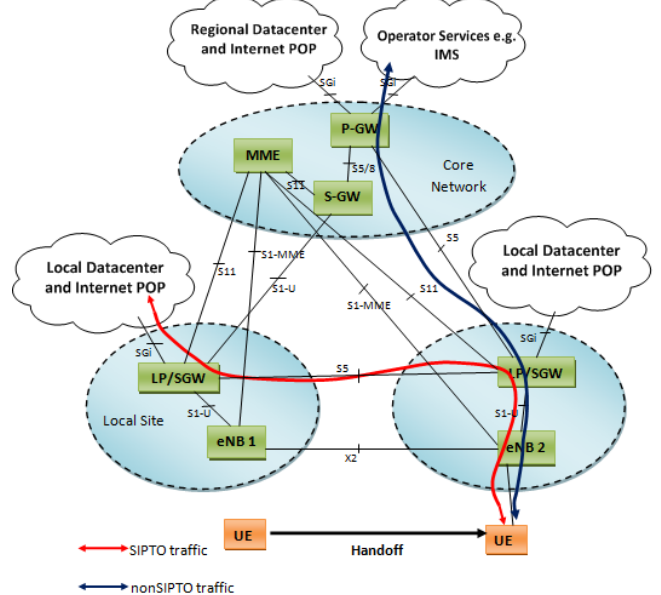 Regional Datacenter
and Internet POP
Operator Services e.g.
IMS
SGi
SGi
P-GW
MME
S5/8
Core
Network
S11
S-GW
Local Datacenter
and Internet POP
Local Datacenter
and Internet POP
S5
S1-MME
S11
S1-U
S1-MME
S11
SGi
SGi
LP/SGW
S5
LP/SGW
Local Site
S1-U
S1-U
eNB 1
eNB 2
X2
UE
Handoff
UE
SIPTO traffic
nonSIPTO traffic